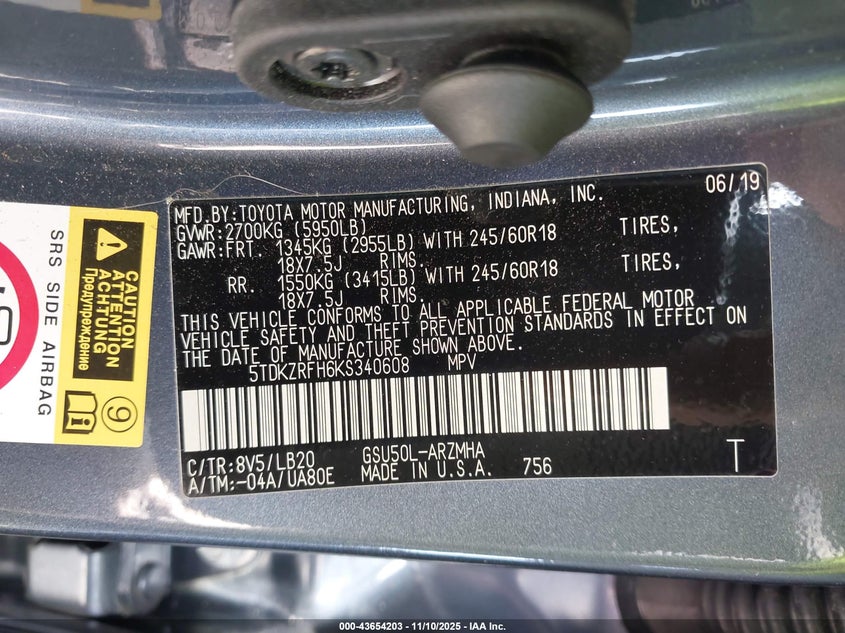 MFD.BY:TOYOTA MOTOR MANUFACTURING, INDIANA, INC. 06/19
GVWR:2700KG (5950LB)
GAWR:FRT. 1345KG (2955LB) WITH 245/60R18 TIRES,
18X7.5J RIMS.
RR. 1550KG (3415LB) WITH 245/60R18 TIRES,
18X7.5J RIMS.
THIS VEHICLE CONFORMS TO ALL APPLICABLE FEDERAL MOTOR
VEHICLE SAFETY AND THEFT PREVENTION STANDARDS IN EFFECT ON
THE DATE OF MANUFACTURE SHOWN ABOVE.
5TDKZRFH6KS340608 MPV
C/TR:8V5/LB20 GSU50L-ARZMHA
A/TM:-04A/UA80E MADE IN U.S.A. 756 T
SRS SIDE AIRBAG
CAUTION
ATTENTION
ACHTUNG
Предупреждение
9
000-43654203 - 11/10/2025 - IAA Inc.